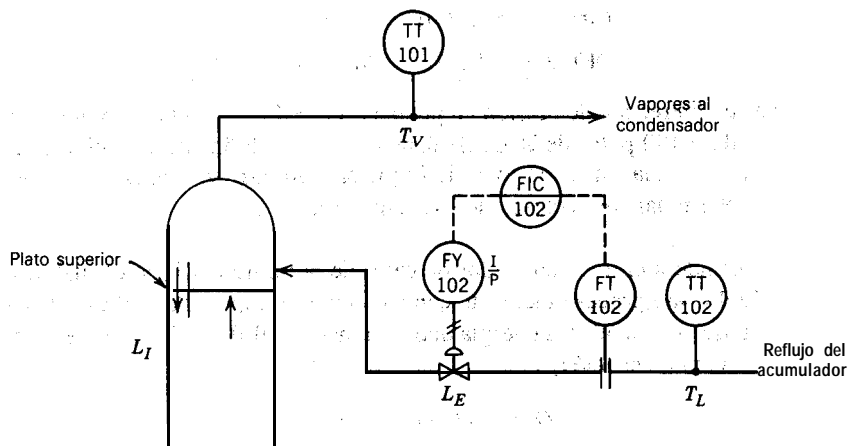 TT
101
Vapores al
condensador
T_V
FIC
102
Plato superior
FY
102
I/P
FT
102
TT
102
L_I
Reflujo del
acumulador
L_E
T_L